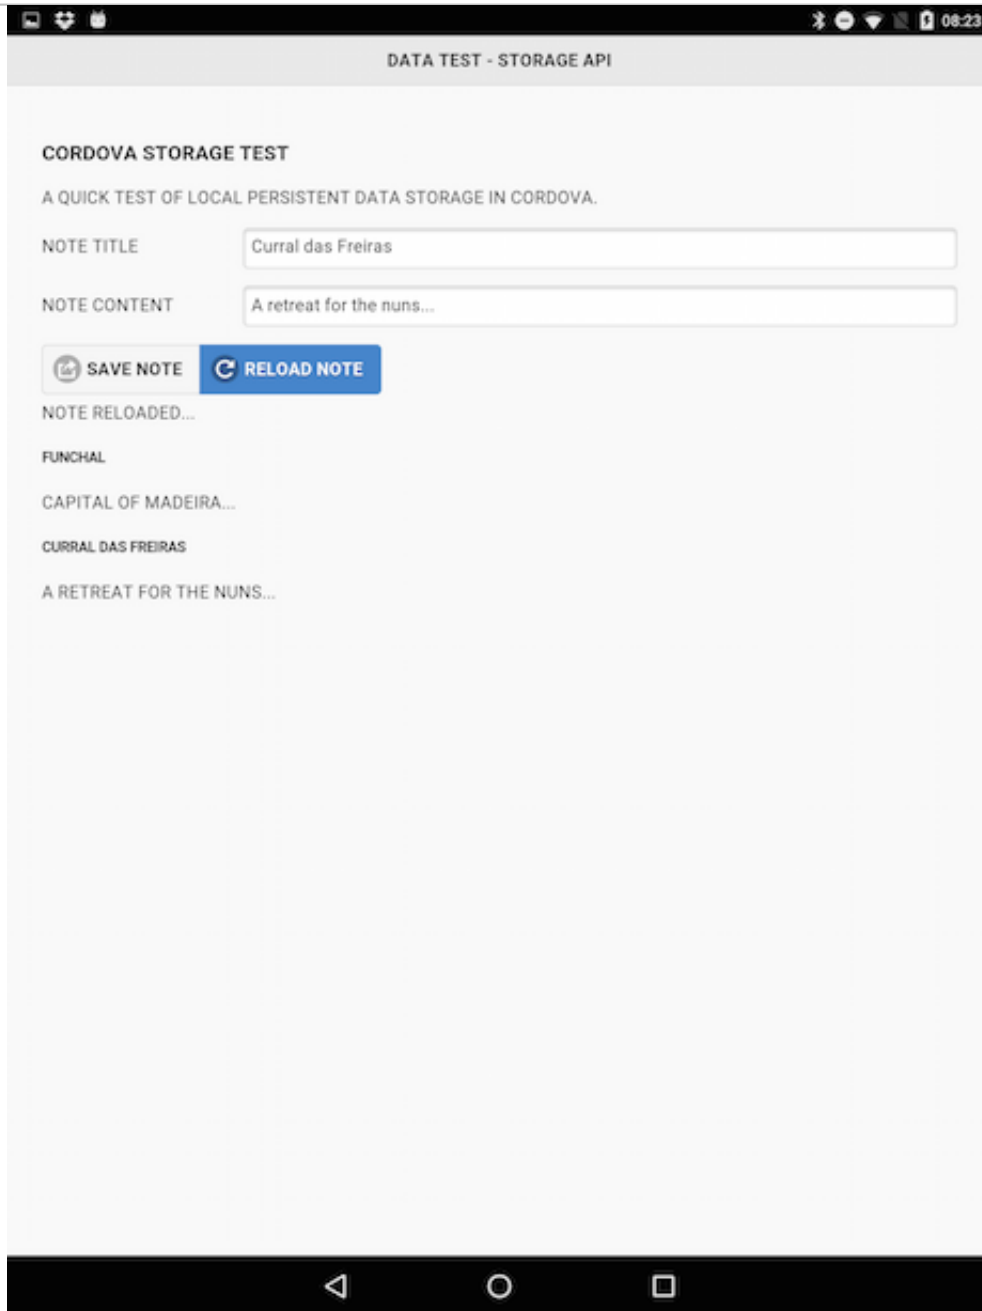 08:23
DATA TEST - STORAGE API
CORDOVA STORAGE TEST
A QUICK TEST OF LOCAL PERSISTENT DATA STORAGE IN CORDOVA.
NOTE TITLE Curral das Freiras
NOTE CONTENT A retreat for the nuns...
SAVE NOTE RELOAD NOTE
NOTE RELOADED...
FUNCHAL
CAPITAL OF MADEIRA...
CURRAL DAS FREIRAS
A RETREAT FOR THE NUNS...